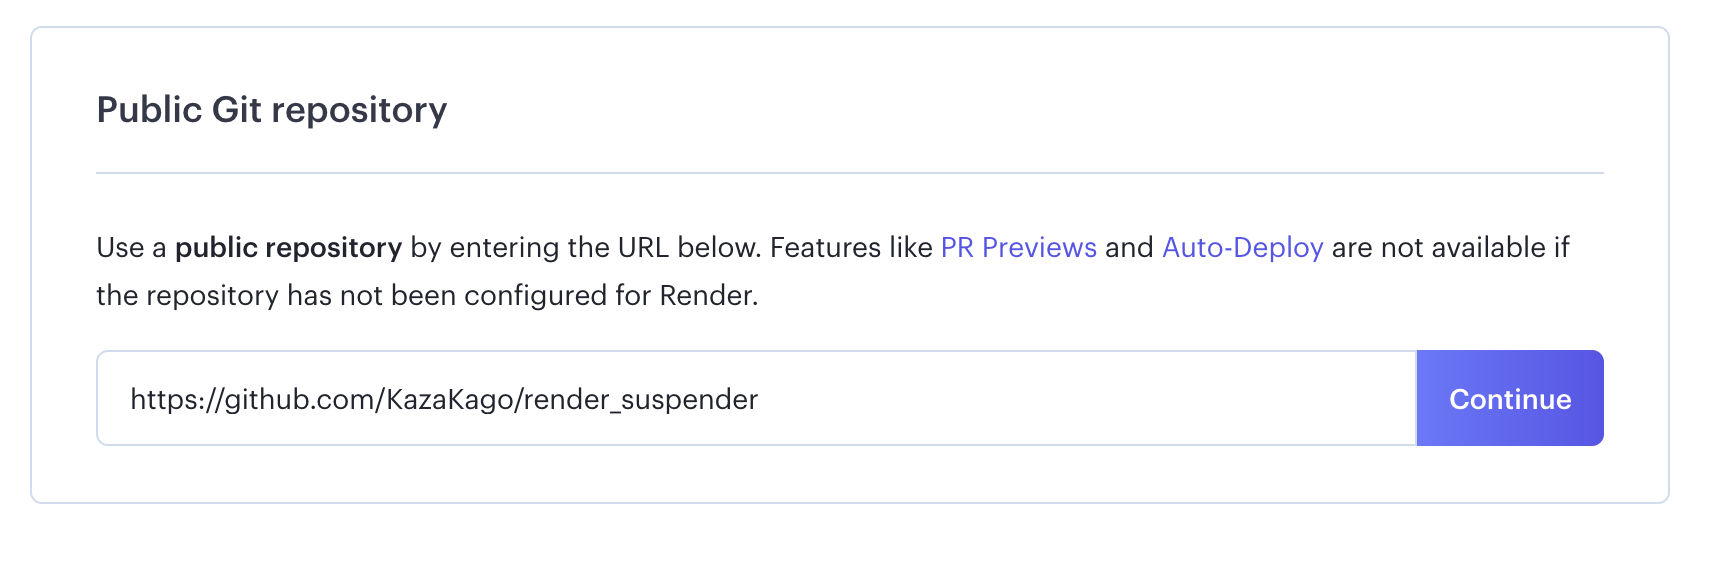 Public Git repository
Use a public repository by entering the URL below. Features like PR Previews and Auto-Deploy are not available if
the repository has not been configured for Render.
https://github.com/KazaKago/render_suspender
Continue